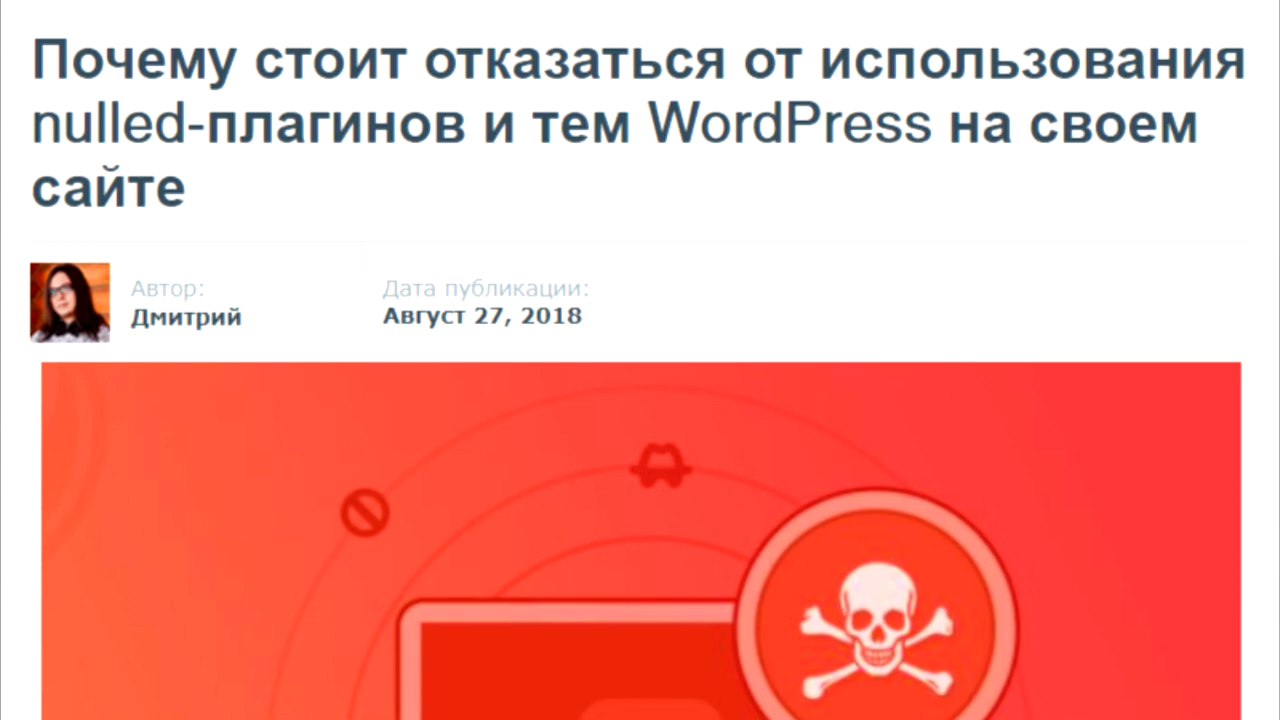 Почему стоит отказаться от использования
nulled-плагинов и тем WordPress на своем
сайте
Автор:
Дмитрий
Дата публикации:
Август 27, 2018